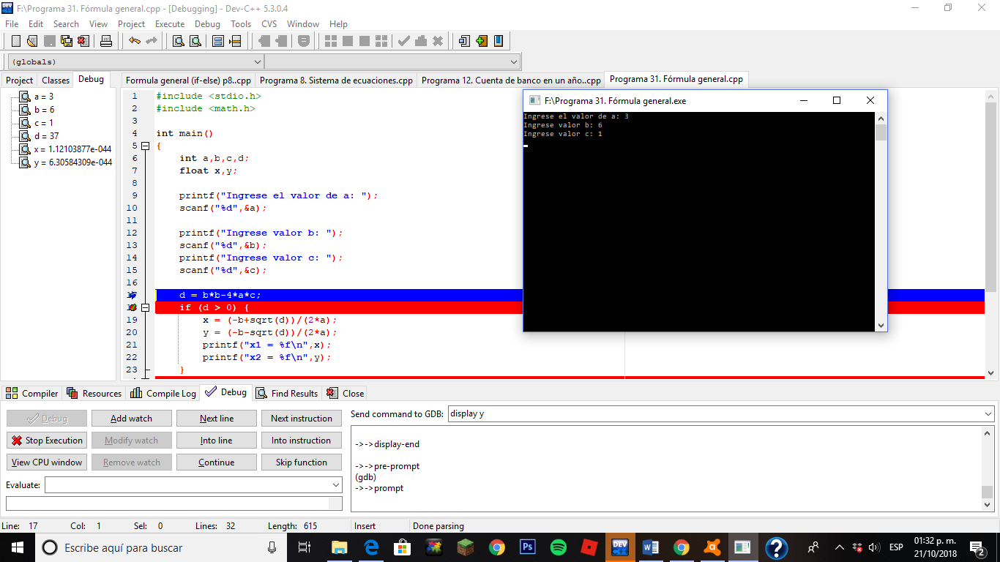 F:\Programa 31. Fórmula general.cpp - [Debugging] - Dev-C++ 5.3.0.4
File Edit Search View Project Execute Debug Tools CVS Window Help
(globals)
Project Classes Debug
Formula general (if-else) p8..cpp Programa 8. Sistema de ecuaciones.cpp Programa 12. Cuenta de banco en un año..cpp Programa 31. Fórmula general.cpp
a = 3
b = 6
c = 1
d = 37
x = 1.12103877e-044
y = 6.30584309e-044
1 #include <stdio.h>
2 #include <math.h>
3
4 int main()
5 {
6 int a,b,c,d;
7 float x,y;
8
9 printf("Ingrese el valor de a: ");
10 scanf("%d",&a);
11
12 printf("Ingrese valor b: ");
13 scanf("%d",&b);
14 printf("Ingrese valor c: ");
15 scanf("%d",&c);
16
d = b*b-4*a*c;
if (d > 0) {
19 x = (-b+sqrt(d))/(2*a);
20 y = (-b-sqrt(d))/(2*a);
21 printf("x1 = %f\n",x);
22 printf("x2 = %f\n",y);
23 }
F:\Programa 31. Fórmula general.exe
Ingrese el valor de a: 3
Ingrese valor b: 6
Ingrese valor c: 1
Compiler Resources Compile Log Debug Find Results Close
Debug Add watch Next line Next instruction
Stop Execution Modify watch Into line Into instruction
View CPU window Remove watch Continue Skip function
Evaluate:
Send command to GDB: display y
->->display-end
->->pre-prompt
(gdb)
->->prompt
Line: 17 Col: 1 Sel: 0 Lines: 32 Length: 615 Insert Done parsing
Escribe aquí para buscar
DEV
Ps
ESP
01:32 p. m.
21/10/2018
2